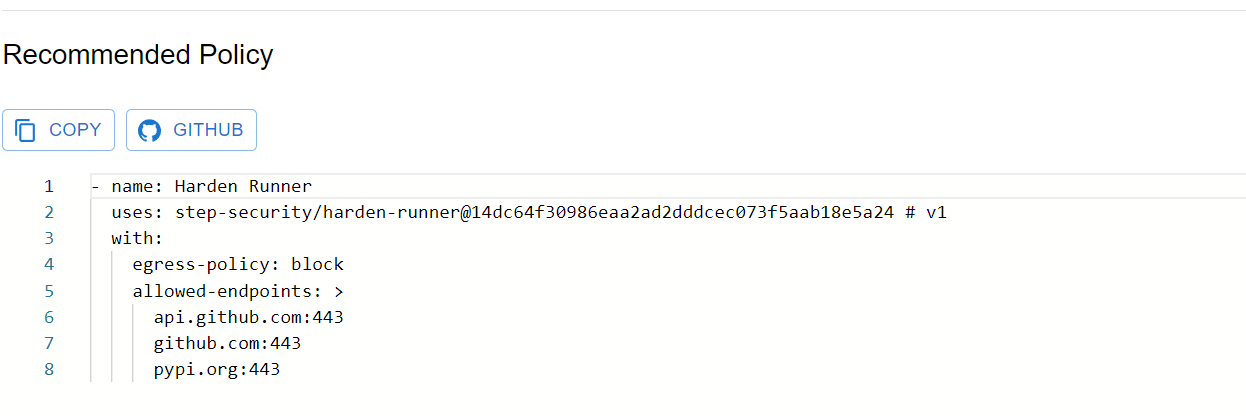 Recommended Policy
COPY GITHUB
1 - name: Harden Runner
2 uses: step-security/harden-runner@14dc64f30986eaa2ad2dddcec073f5aab18e5a24 # v1
3 with:
4 egress-policy: block
5 allowed-endpoints: >
6 api.github.com:443
7 github.com:443
8 pypi.org:443